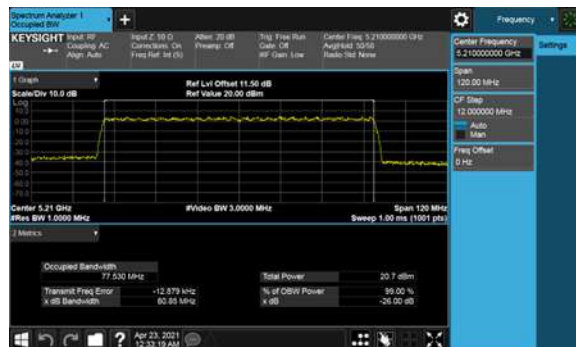 Spectrum Analyzer 1
Occupied BW
+
Frequency
KEYSIGHT
Input: RF
Coupling: AC
Align: Auto
Input Z: 50 Ω
Corrections: On
Freq Ref: Int (S)
Atten: 20 dB
Preamp: Off
Trig: Free Run
Gate: Off
#IF Gain: Low
Center Freq: 5.210000000 GHz
Avg|Hold: 50/50
Radio Std: None
Center Frequency
5.210000000 GHz
Settings
Span
120.00 MHz
CF Step
12.000000 MHz
Auto
Man
Freq Offset
0 Hz
1 Graph
Scale/Div 10.0 dB
Ref Lvl Offset 11.50 dB
Ref Value 20.00 dBm
Log
Center 5.21 GHz
#Res BW 1.0000 MHz
#Video BW 3.0000 MHz
Span 120 MHz
Sweep 1.00 ms (1001 pts)
2 Metrics
Occupied Bandwidth
77.530 MHz
Total Power
20.7 dBm
Transmit Freq Error
-12.879 kHz
% of OBW Power
99.00 %
x dB Bandwidth
80.85 MHz
x dB
-26.00 dB
?
Apr 23, 2021
12:33:19 AM